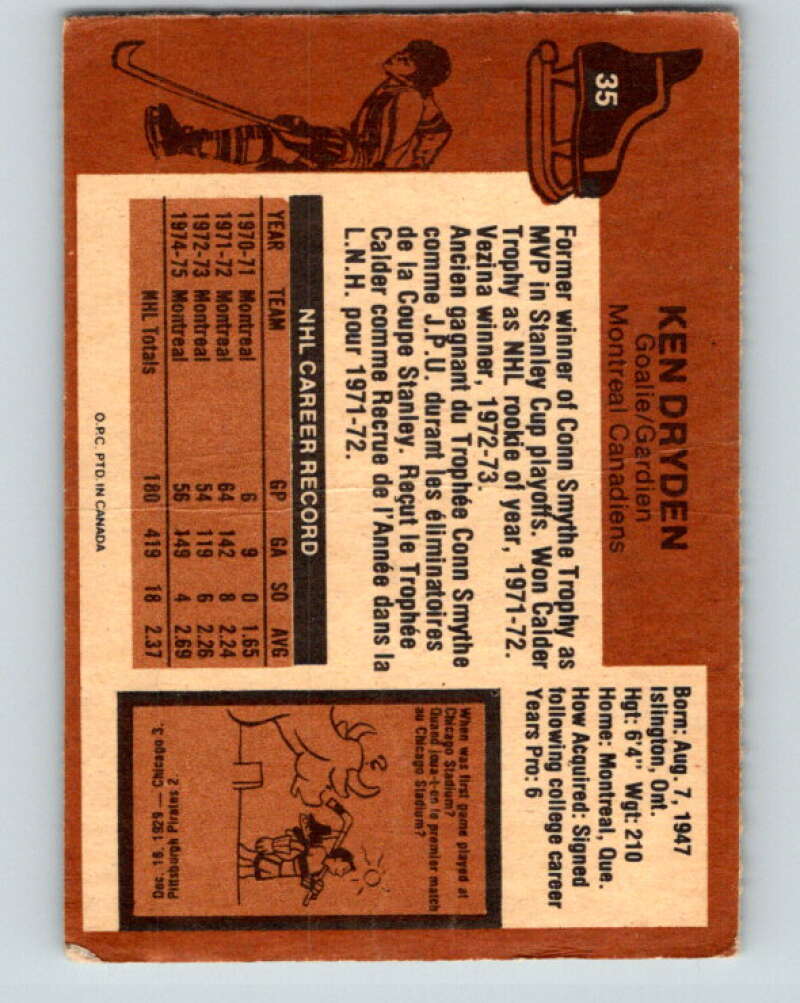 35
KEN DRYDEN
Goalie/Gardien
Montreal Canadiens
Former winner of Conn Smythe Trophy as
MVP in Stanley Cup playoffs. Won Calder
Trophy as NHL rookie of year, 1971-72.
Vezina winner, 1972-73.
Ancien gagnant du Trophée Conn Smythe
comme J.P.U. durant les éliminatoires
de la Coupe Stanley. Reçut le Trophée
Calder comme Recrue de l'Année dans la
L.N.H. pour 1971-72.
NHL CAREER RECORD
YEAR TEAM GP GA SO AVG
1970-71 Montreal 6 9 0 1.65
1971-72 Montreal 64 142 8 2.24
1972-73 Montreal 54 119 6 2.26
1974-75 Montreal 56 149 4 2.69
NHL Totals 180 419 18 2.37
O.P.C. PTD. IN CANADA
Born: Aug. 7, 1947
Islington, Ont.
Hgt: 6'4" Wgt: 210
Home: Montreal, Que.
How Acquired: Signed
following college career
Years Pro: 6
When was first game played at
Chicago Stadium?
Quand joua-t-on le premier match
au Chicago Stadium?
Dec. 16, 1929 — Chicago 3,
Pittsburgh Pirates 2